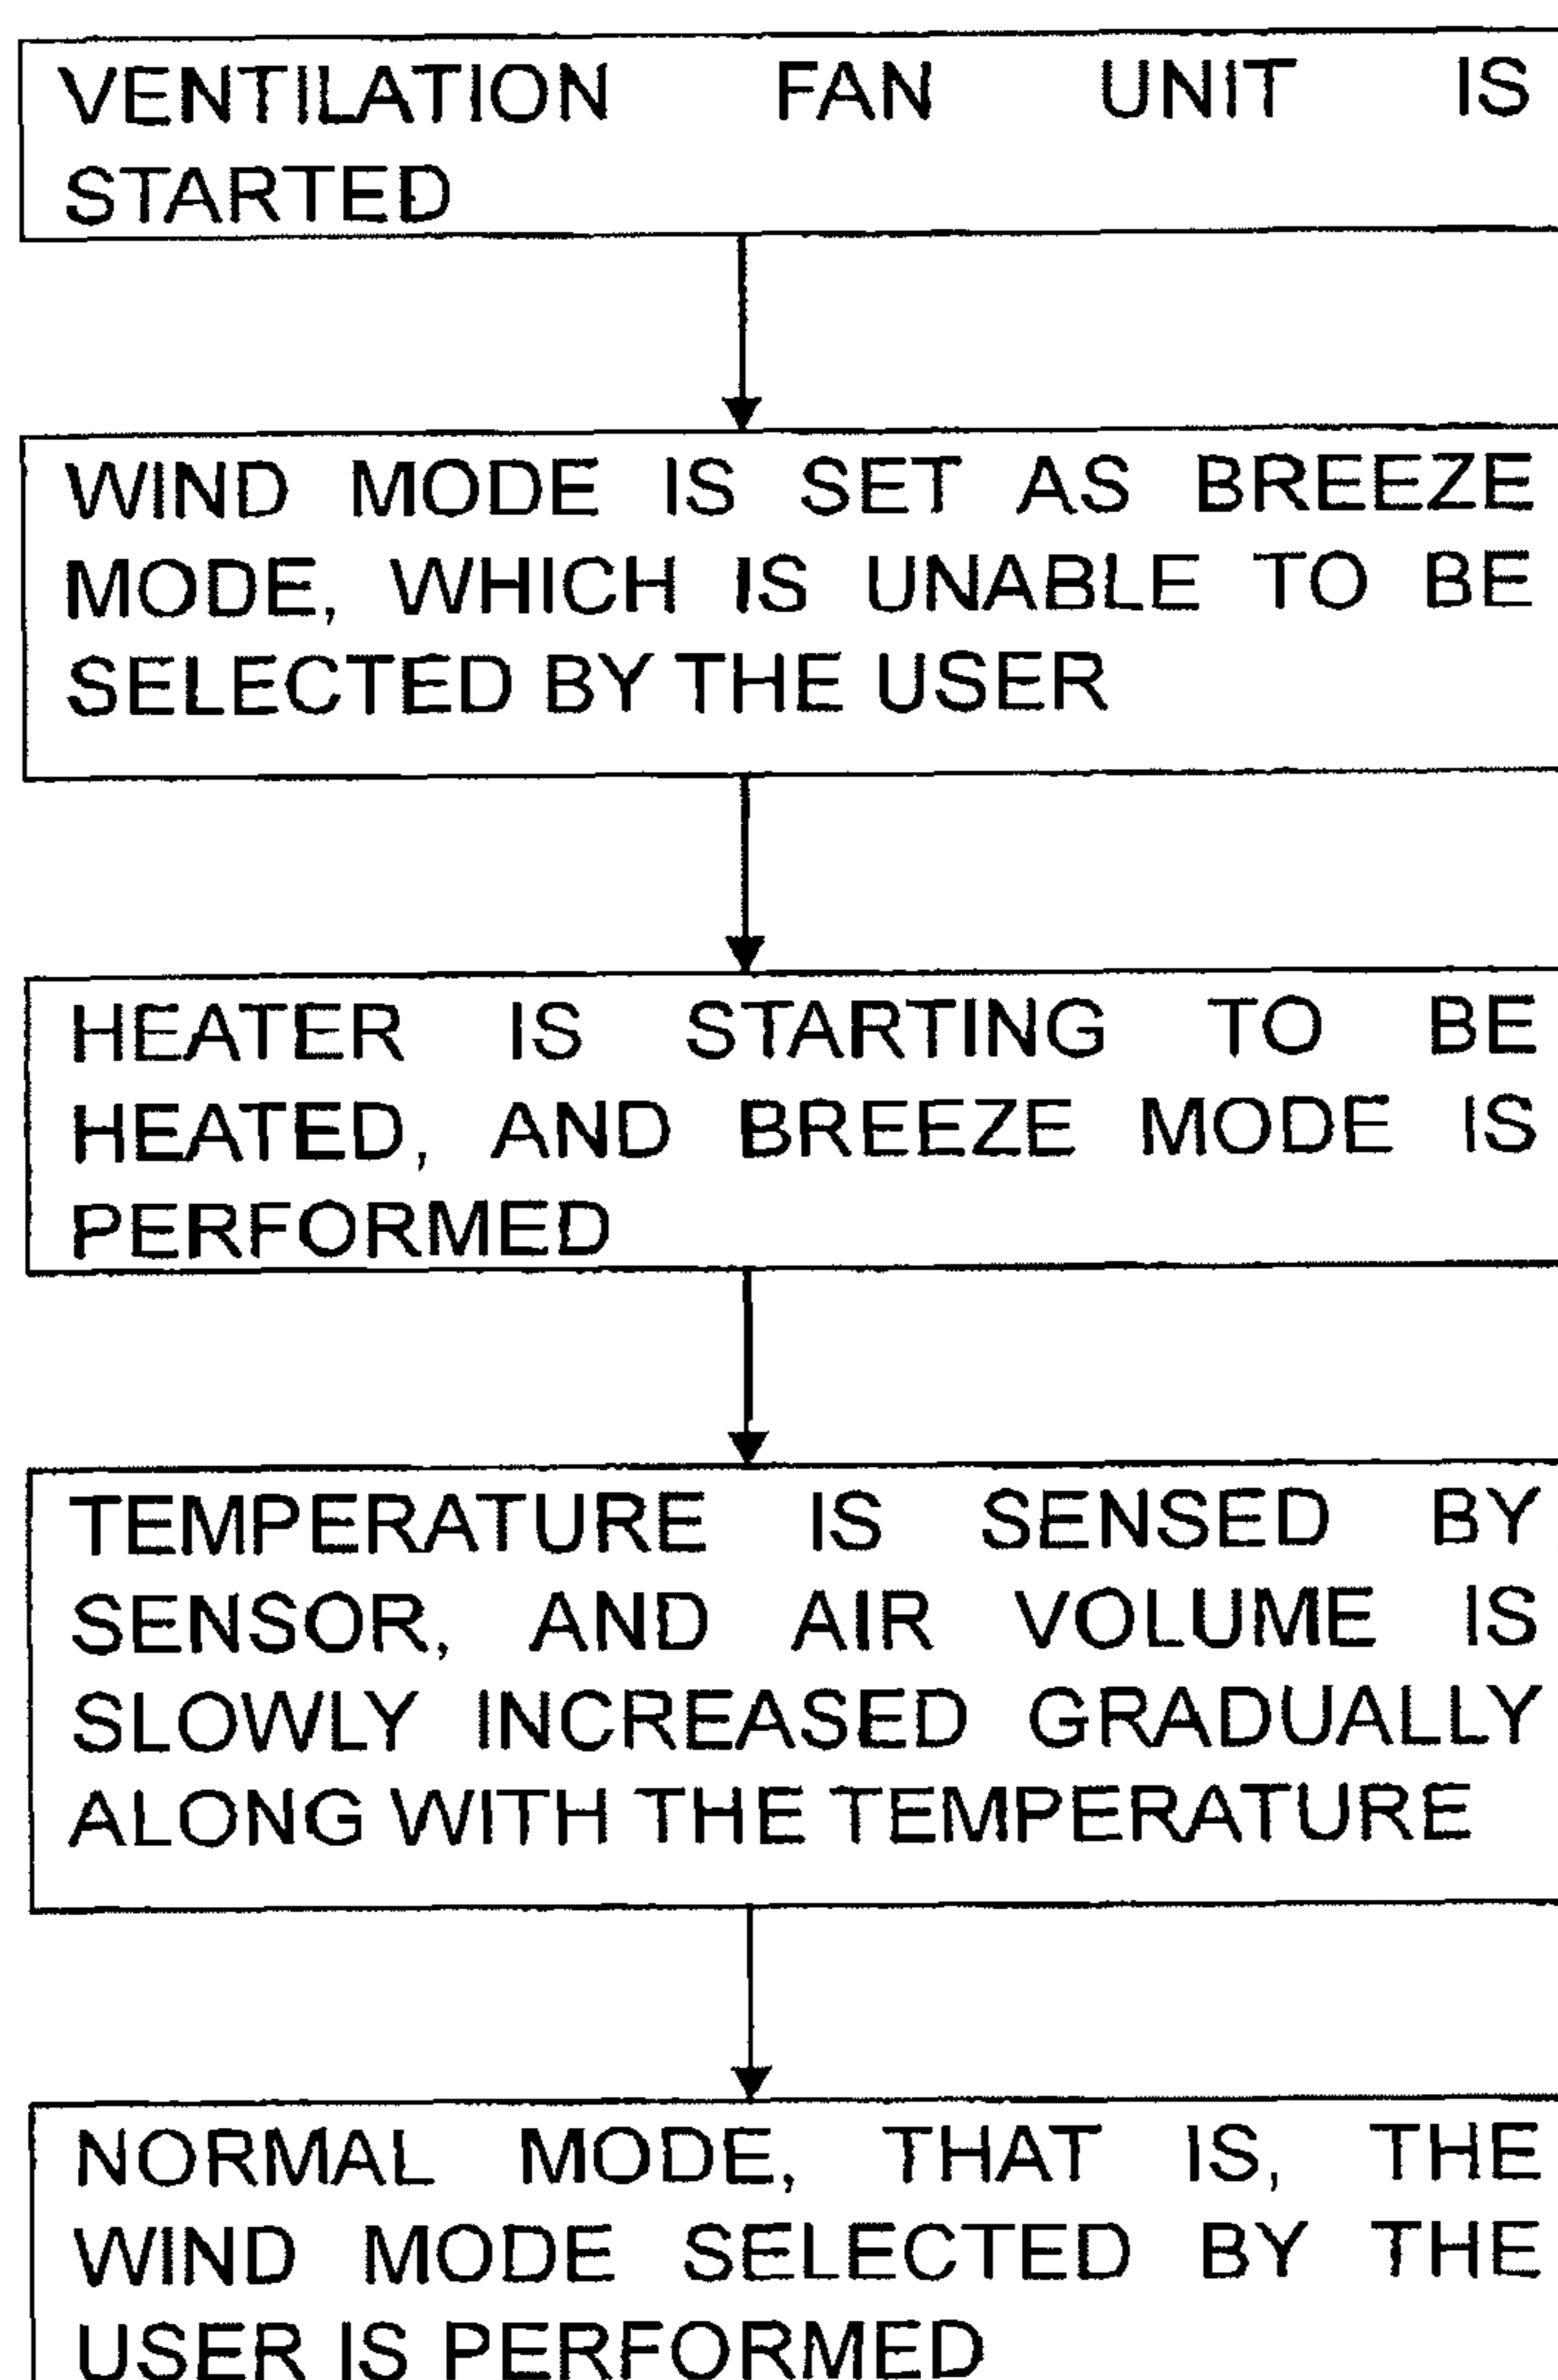 VENTILATION FAN UNIT IS
STARTED
WIND MODE IS SET AS BREEZE
MODE, WHICH IS UNABLE TO BE
SELECTED BY THE USER
HEATER IS STARTING TO BE
HEATED, AND BREEZE MODE IS
PERFORMED
TEMPERATURE IS SENSED BY
SENSOR, AND AIR VOLUME IS
SLOWLY INCREASED GRADUALLY
ALONG WITH THE TEMPERATURE
NORMAL MODE, THAT IS, THE
WIND MODE SELECTED BY THE
USER IS PERFORMED